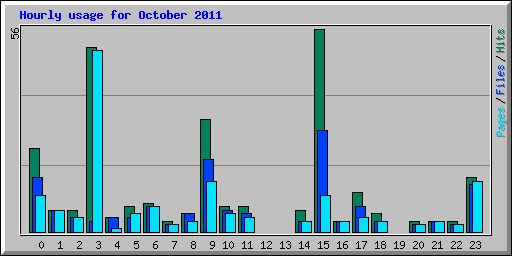 Hourly usage for October 2011
56
Pages/Files/Hits
0 1 2 3 4 5 6 7 8 9 10 11 12 13 14 15 16 17 18 19 20 21 22 23